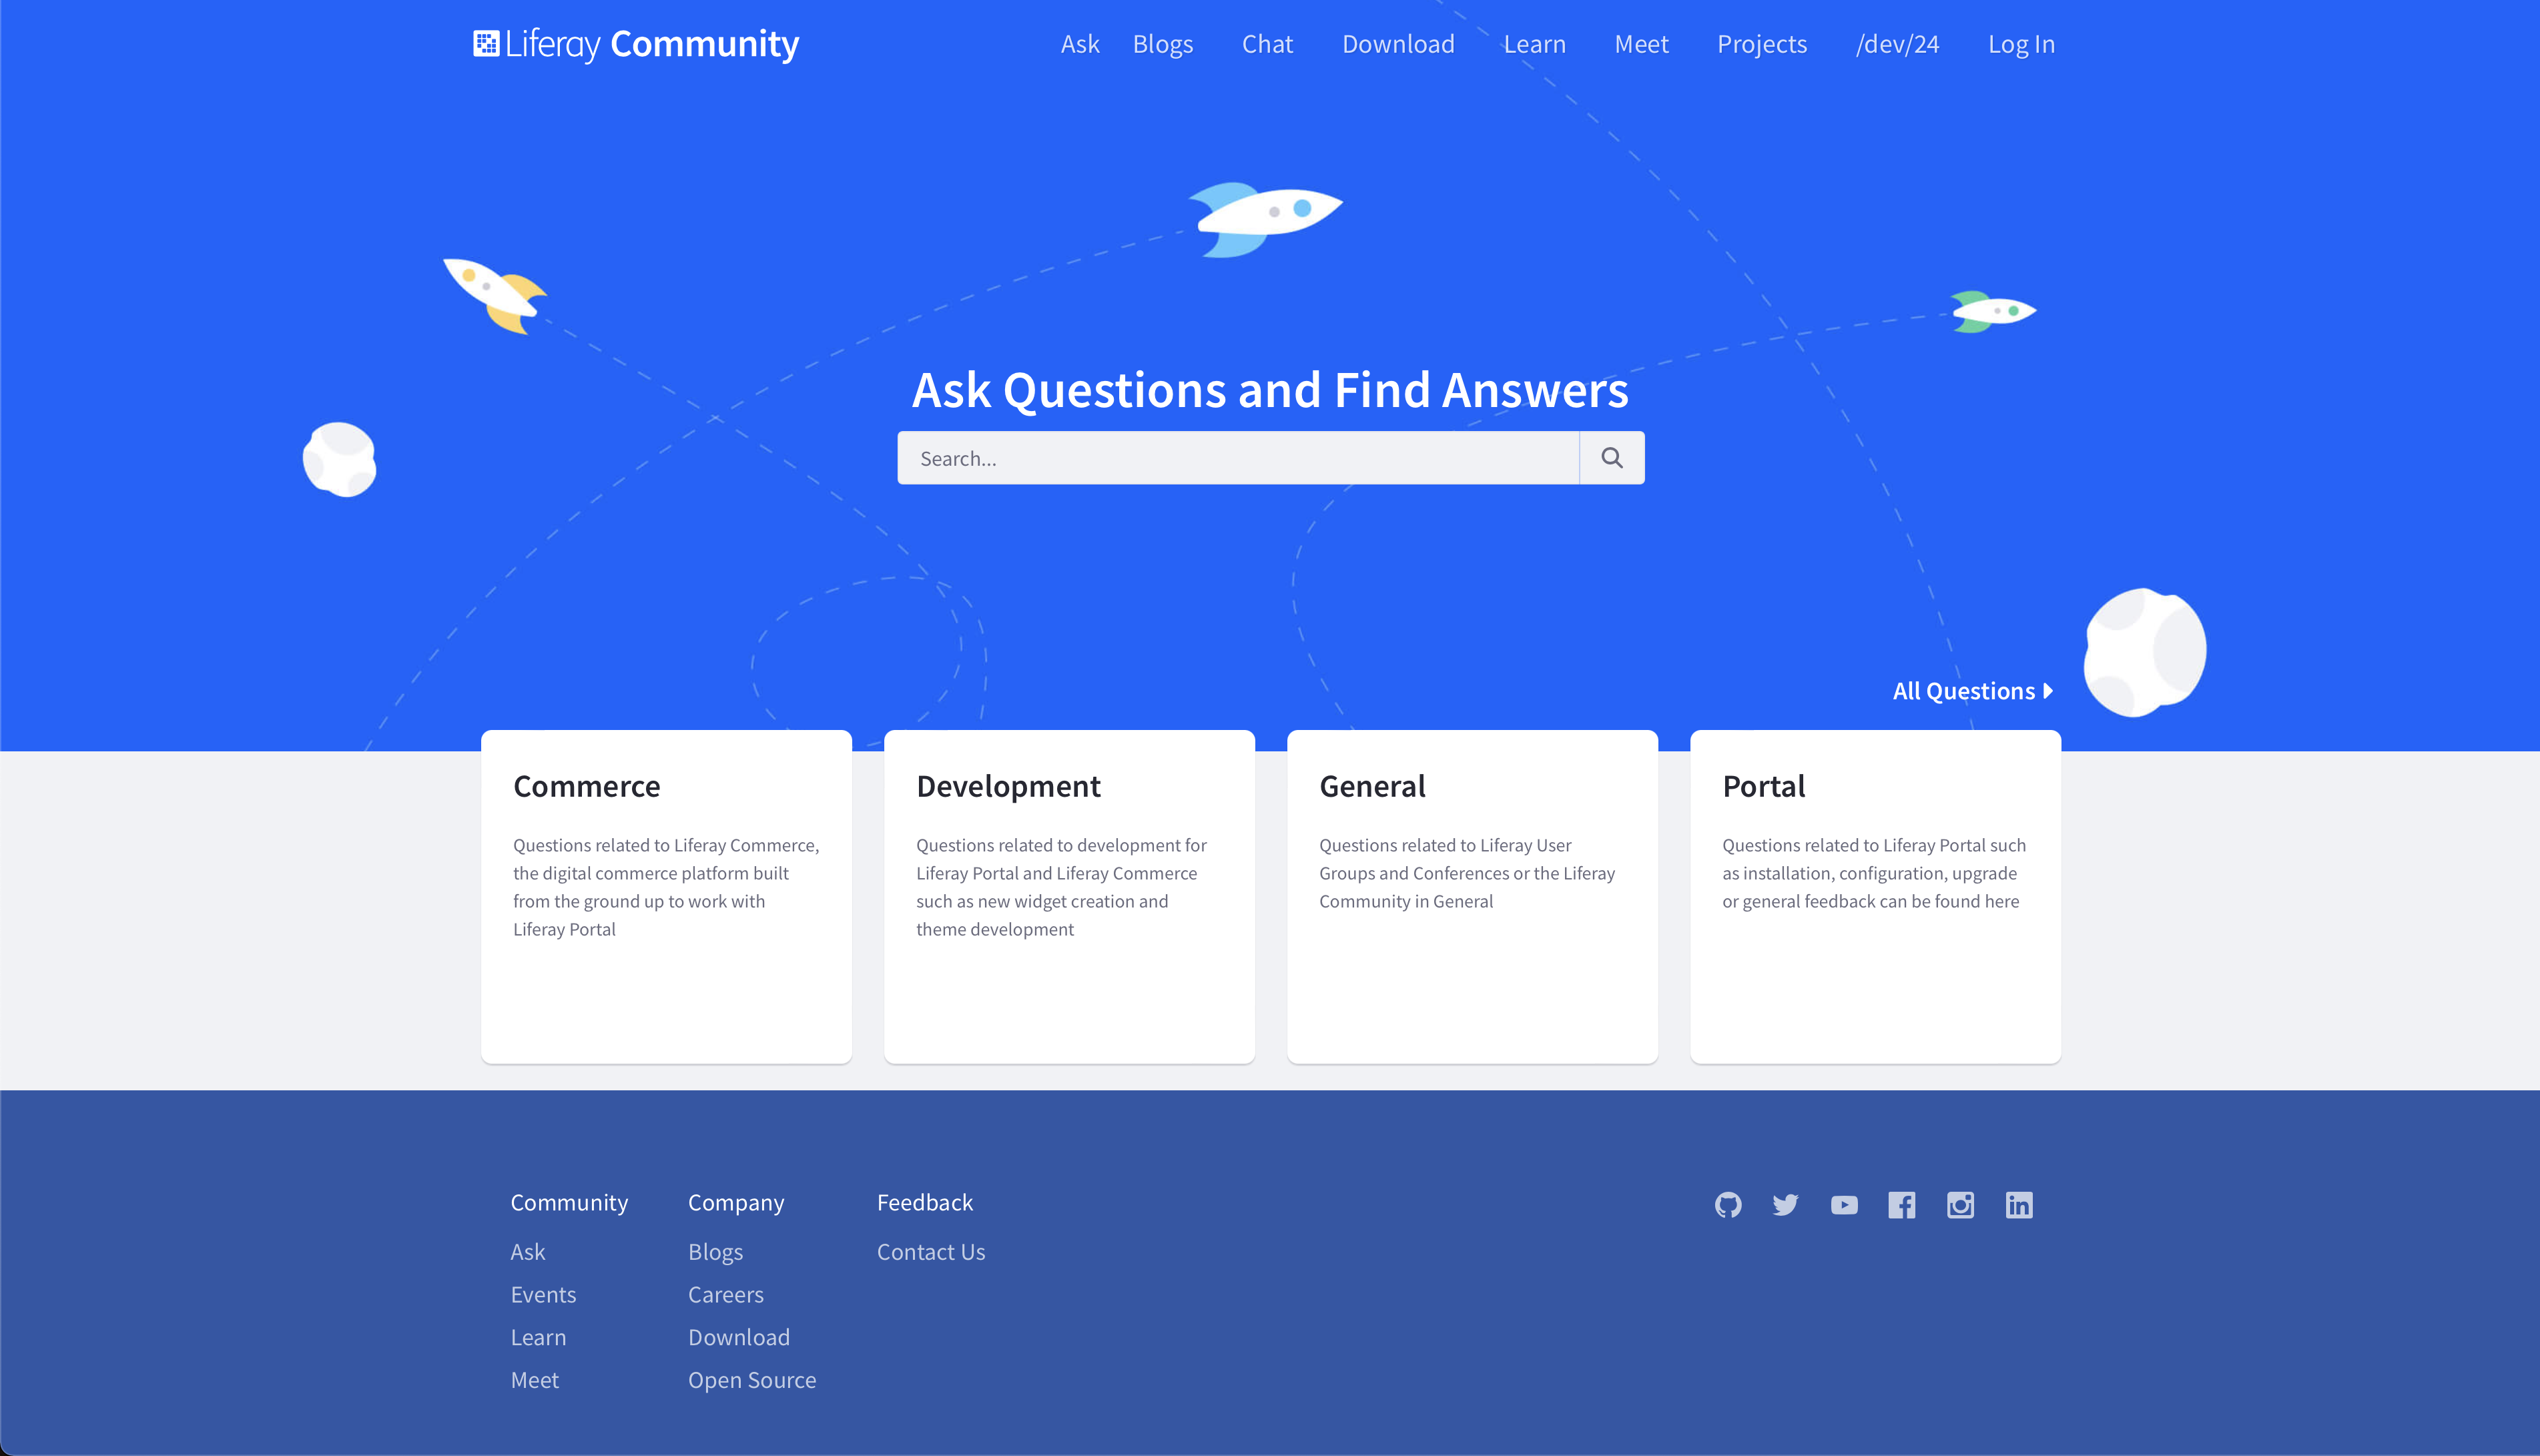 Liferay Community
Ask Blogs Chat Download Learn Meet Projects /dev/24 Log In
Ask Questions and Find Answers
Search...
All Questions
Commerce
Questions related to Liferay Commerce,
the digital commerce platform built
from the ground up to work with
Liferay Portal
Development
Questions related to development for
Liferay Portal and Liferay Commerce
such as new widget creation and
theme development
General
Questions related to Liferay User
Groups and Conferences or the Liferay
Community in General
Portal
Questions related to Liferay Portal such
as installation, configuration, upgrade
or general feedback can be found here
Community
Ask
Events
Learn
Meet
Company
Blogs
Careers
Download
Open Source
Feedback
Contact Us